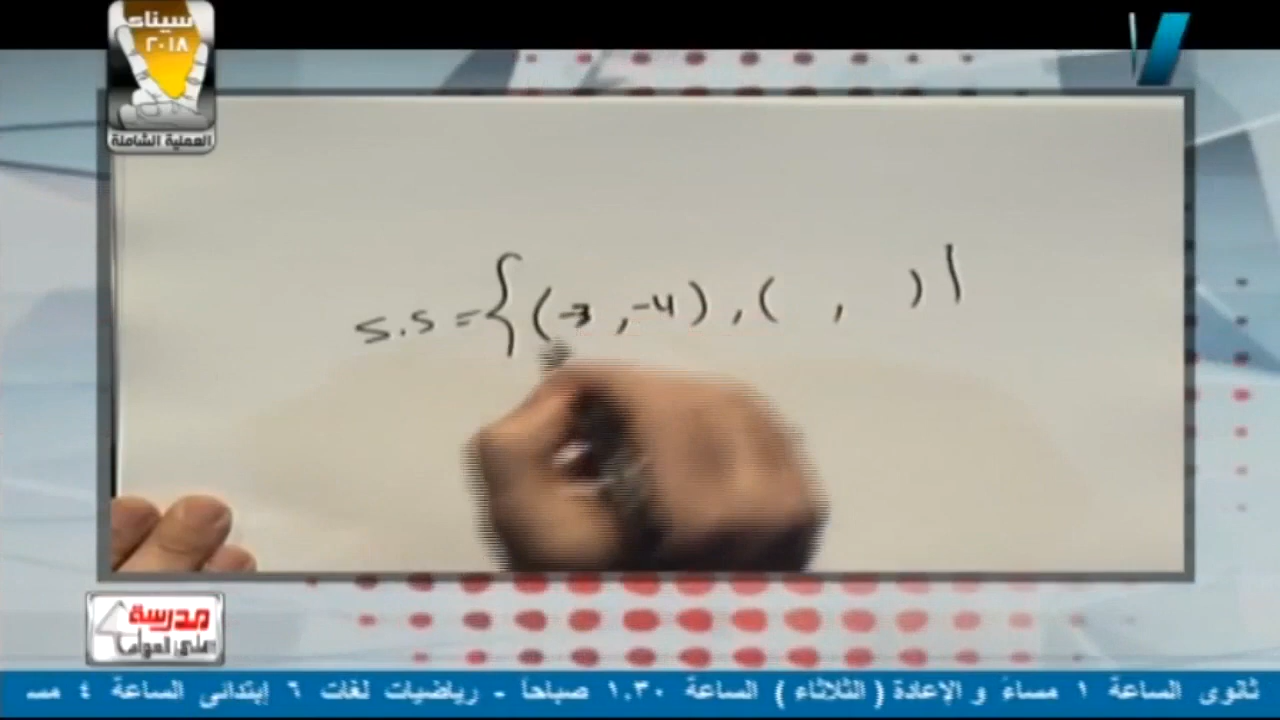 سيناء
٢٠١٨
العملية الشاملة
S.S = {(-3, -4), ( , )}
مدرسة
على الهواء
ثانوى الساعة ١ مساءً و الإعادة ( الثلاثاء ) الساعة ١.٣٠ صباحاً - رياضيات لغات ٦ إبتدائى الساعة ٤ مسـ